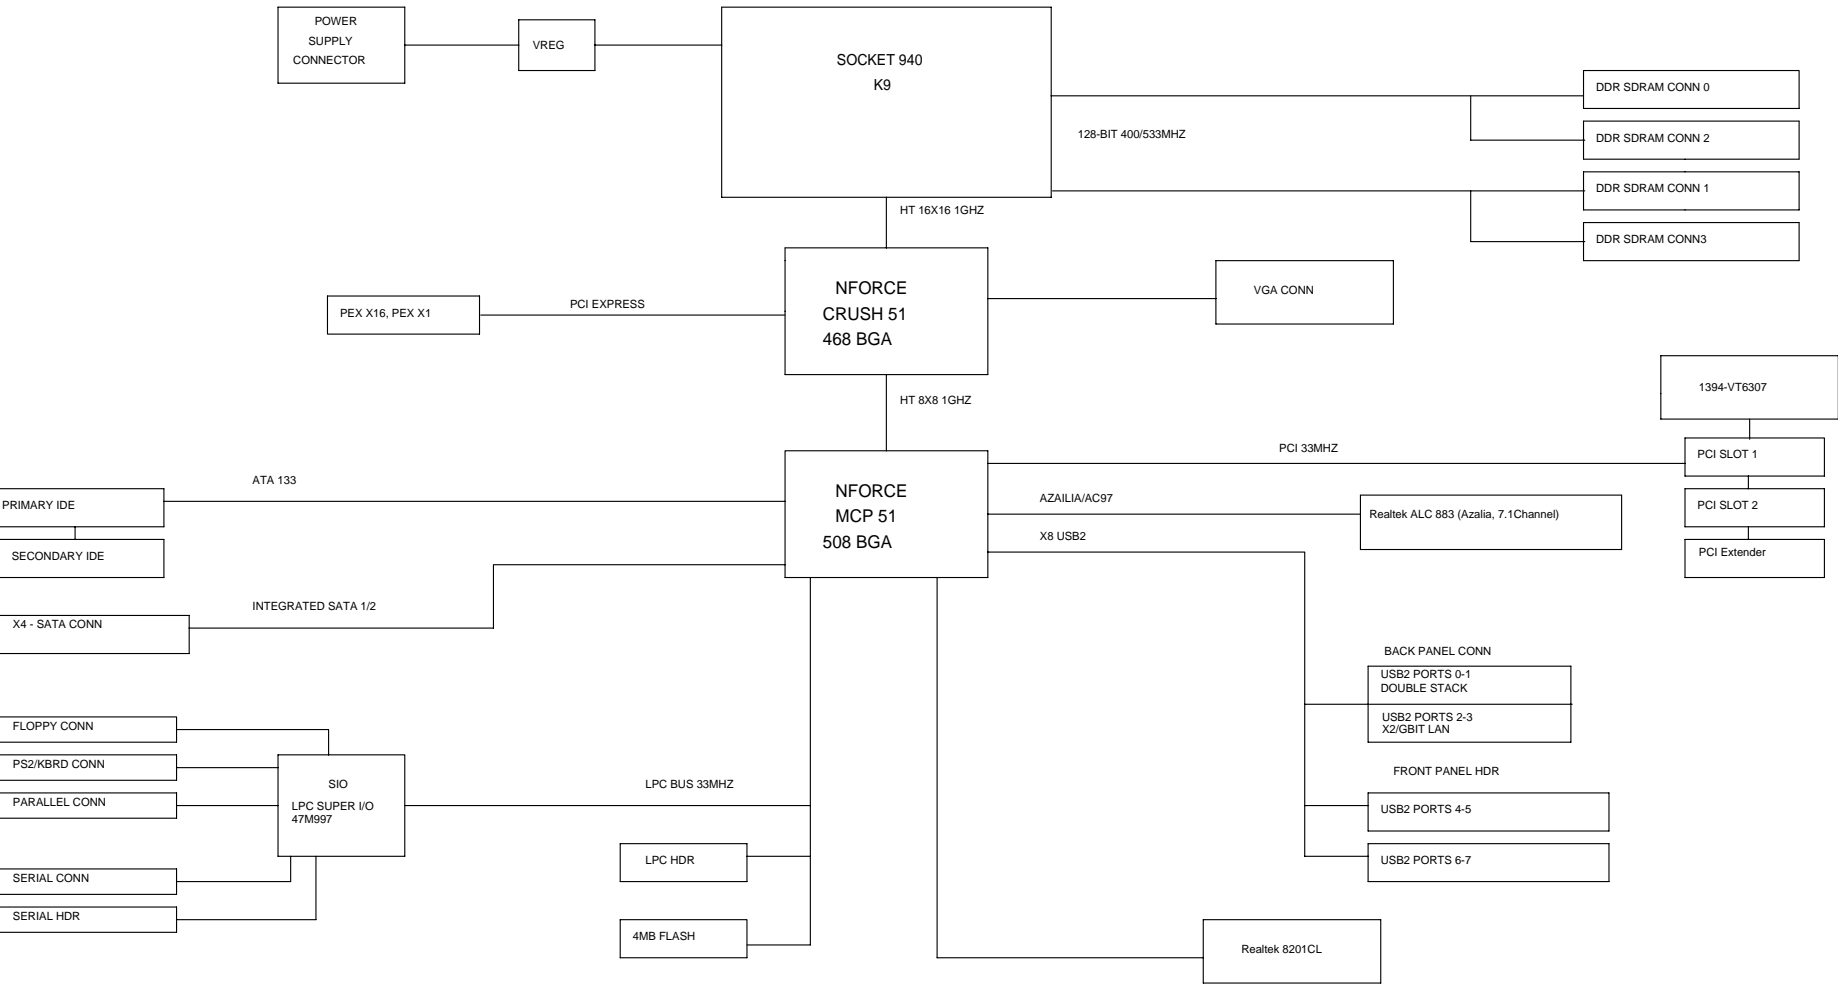 POWER
SUPPLY
CONNECTOR
VREG
SOCKET 940
K9
DDR SDRAM CONN 0
128-BIT 400/533MHZ
DDR SDRAM CONN 2
DDR SDRAM CONN 1
HT 16X16 1GHZ
DDR SDRAM CONN3
NFORCE
CRUSH 51
468 BGA
VGA CONN
PCI EXPRESS
PEX X16, PEX X1
HT 8X8 1GHZ
1394-VT6307
PCI 33MHZ
PCI SLOT 1
ATA 133
NFORCE
MCP 51
508 BGA
AZAILIA/AC97
PRIMARY IDE
Realtek ALC 883 (Azalia, 7.1Channel)
PCI SLOT 2
X8 USB2
SECONDARY IDE
PCI Extender
INTEGRATED SATA 1/2
X4 - SATA CONN
BACK PANEL CONN
USB2 PORTS 0-1
DOUBLE STACK
USB2 PORTS 2-3
X2/GBIT LAN
FLOPPY CONN
PS2/KBRD CONN
FRONT PANEL HDR
SIO
LPC SUPER I/O
47M997
LPC BUS 33MHZ
PARALLEL CONN
USB2 PORTS 4-5
LPC HDR
USB2 PORTS 6-7
SERIAL CONN
SERIAL HDR
4MB FLASH
Realtek 8201CL